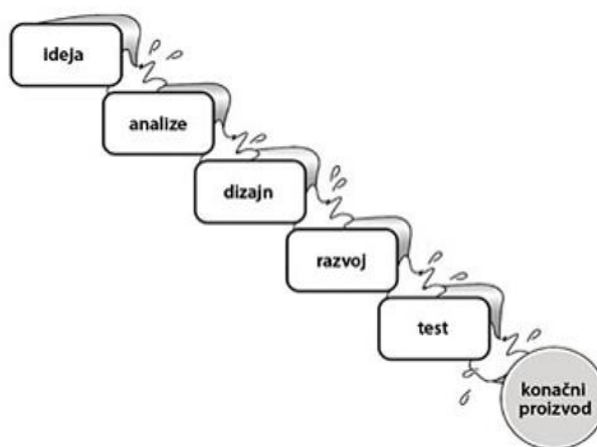 ideja
analize
dizajn
razvoj
test
konačni
proizvod